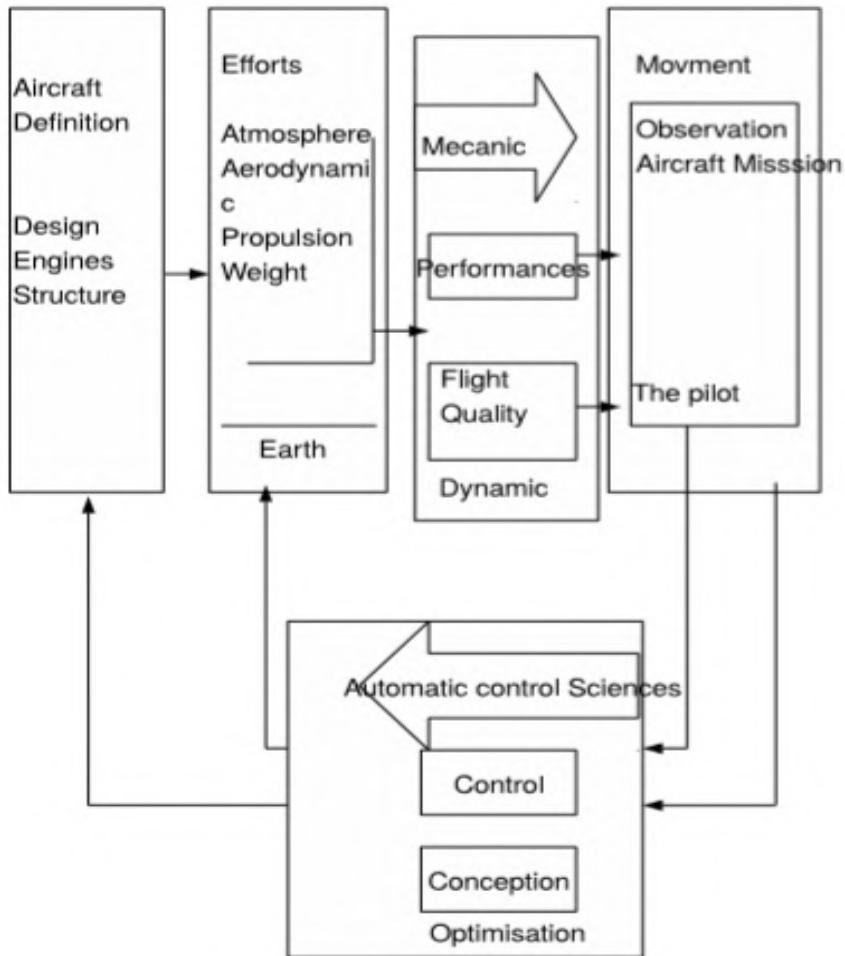 Aircraft
Definition
Design
Engines
Structure
Efforts
Atmosphere
Aerodynami
c
Propulsion
Weight
Earth
Mecanic
Performances
Flight
Quality
Dynamic
Movment
Observation
Aircraft Misssion
The pilot
Automatic control Sciences
Control
Conception
Optimisation